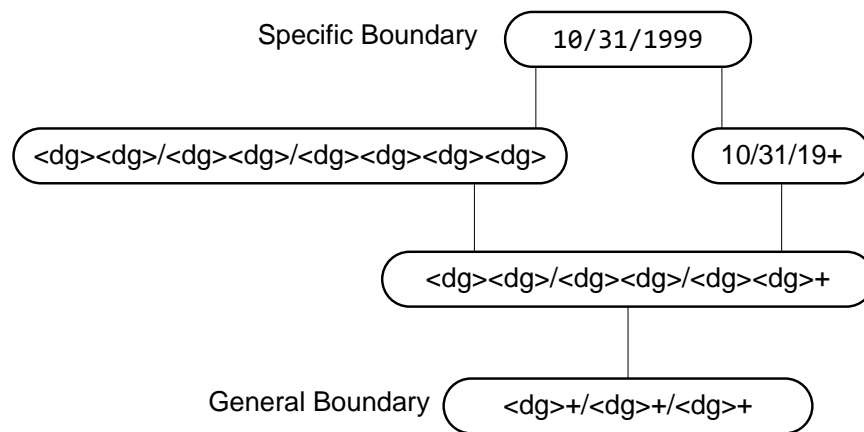 Specific Boundary
10/31/1999
<dg><dg>/<dg><dg>/<dg><dg><dg><dg>
10/31/19+
<dg><dg>/<dg><dg>/<dg><dg>+
General Boundary
<dg>+/<dg>+/<dg>+